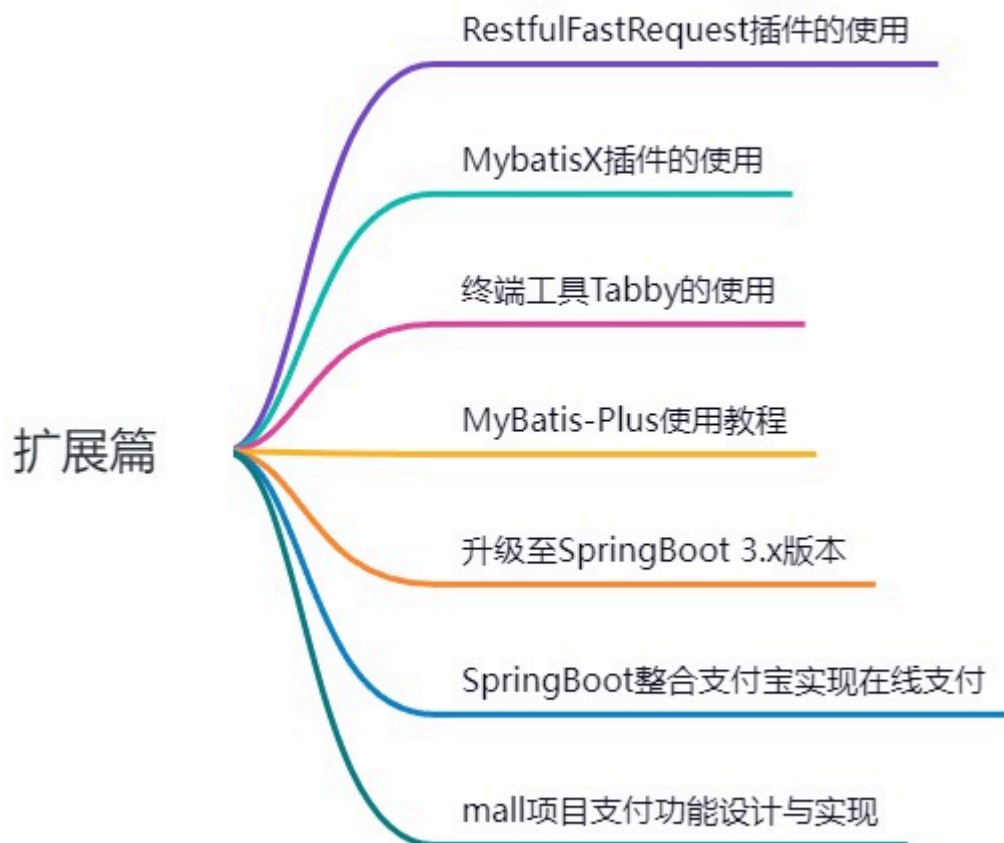 RestfulFastRequest插件的使用
MybatisX插件的使用
终端工具Tabby的使用
扩展篇
MyBatis-Plus使用教程
升级至SpringBoot 3.x版本
SpringBoot整合支付宝实现在线支付
mall项目支付功能设计与实现